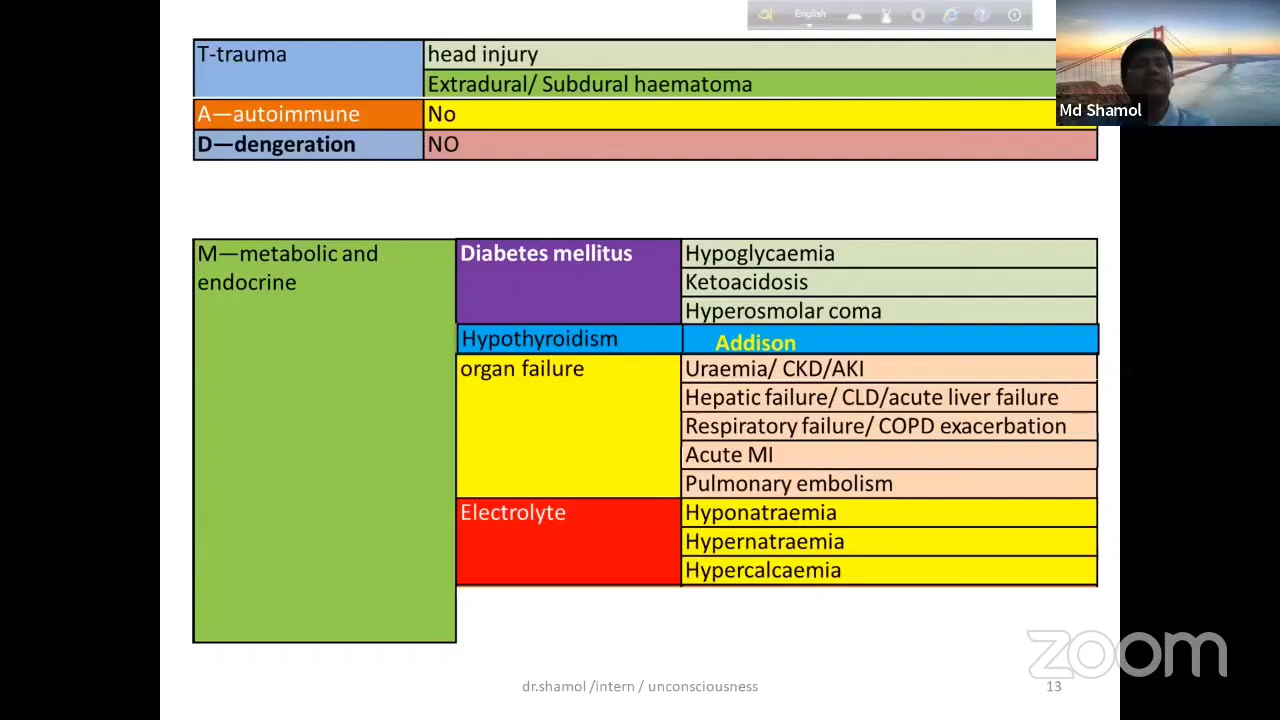 English
T-trauma
head injury
Extradural/ Subdural haematoma
A—autoimmune
No
D—dengeration
NO
Md Shamol
M—metabolic and
endocrine
Diabetes mellitus
Hypoglycaemia
Ketoacidosis
Hyperosmolar coma
Hypothyroidism
Addison
organ failure
Uraemia/ CKD/AKI
Hepatic failure/ CLD/acute liver failure
Respiratory failure/ COPD exacerbation
Acute MI
Pulmonary embolism
Electrolyte
Hyponatraemia
Hypernatraemia
Hypercalcaemia
zoom
dr.shamol /intern / unconsciousness
13